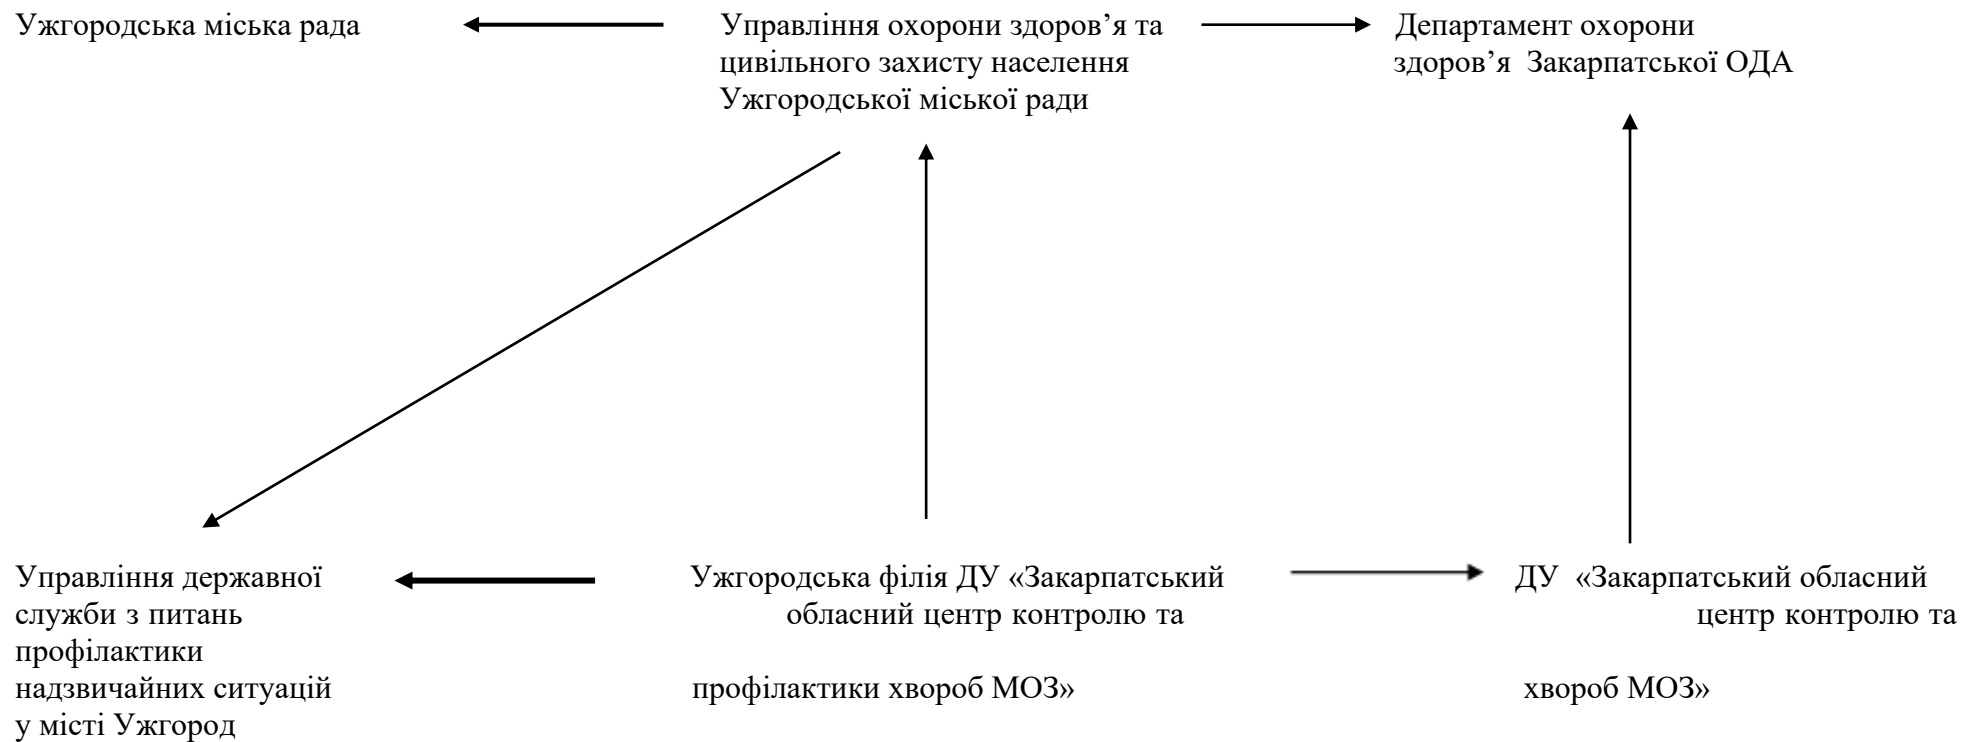 Ужгородська міська рада
Управління охорони здоров’я та
цивільного захисту населення
Ужгородської міської ради
Департамент охорони
здоров’я Закарпатської ОДА
Управління державної
служби з питань
профілактики
надзвичайних ситуацій
у місті Ужгород
Ужгородська філія ДУ «Закарпатський
обласний центр контролю та
профілактики хвороб МОЗ»
ДУ «Закарпатський обласний
центр контролю та
хвороб МОЗ»